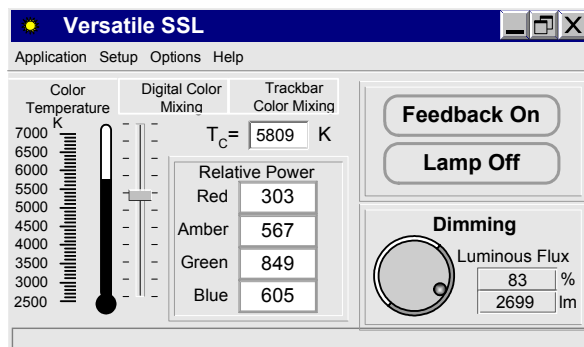 Versatile SSL
Application Setup Options Help
Color
Temperature
Digital Color
Mixing
Trackbar
Color Mixing
K
7000
6500
6000
5500
5000
4500
4000
3500
3000
2500
TC= 5809 K
Relative Power
Red 303
Amber 567
Green 849
Blue 605
Feedback On
Lamp Off
Dimming
Luminous Flux
83 %
2699 lm